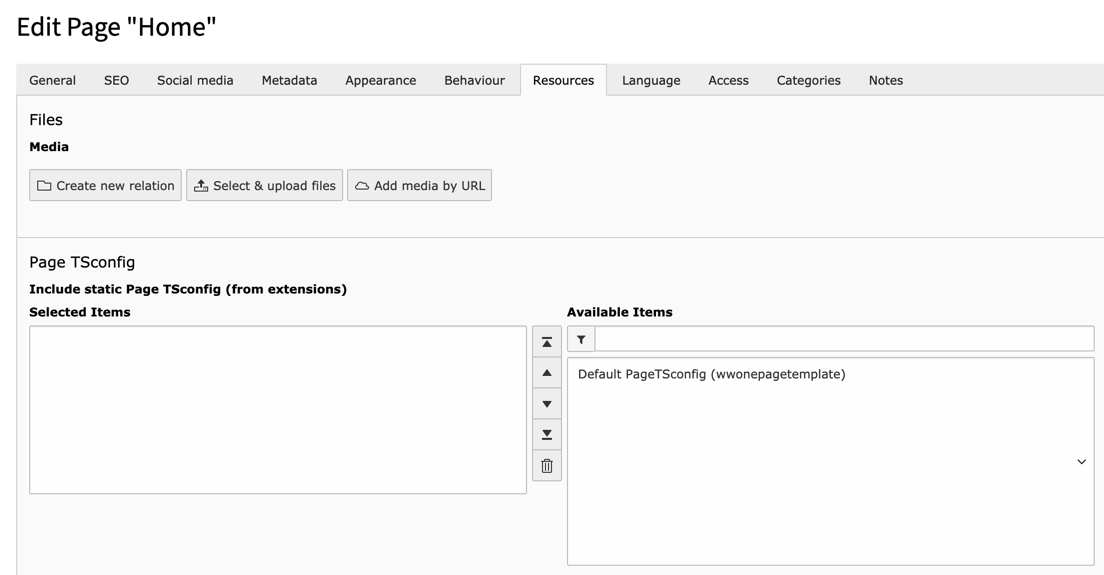 Edit Page "Home"
General SEO Social media Metadata Appearance Behaviour Resources Language Access Categories Notes
Files
Media
Create new relation Select & upload files Add media by URL
Page TSconfig
Include static Page TSconfig (from extensions)
Selected Items Available Items
Default PageTSconfig (wwonepagetemplate)